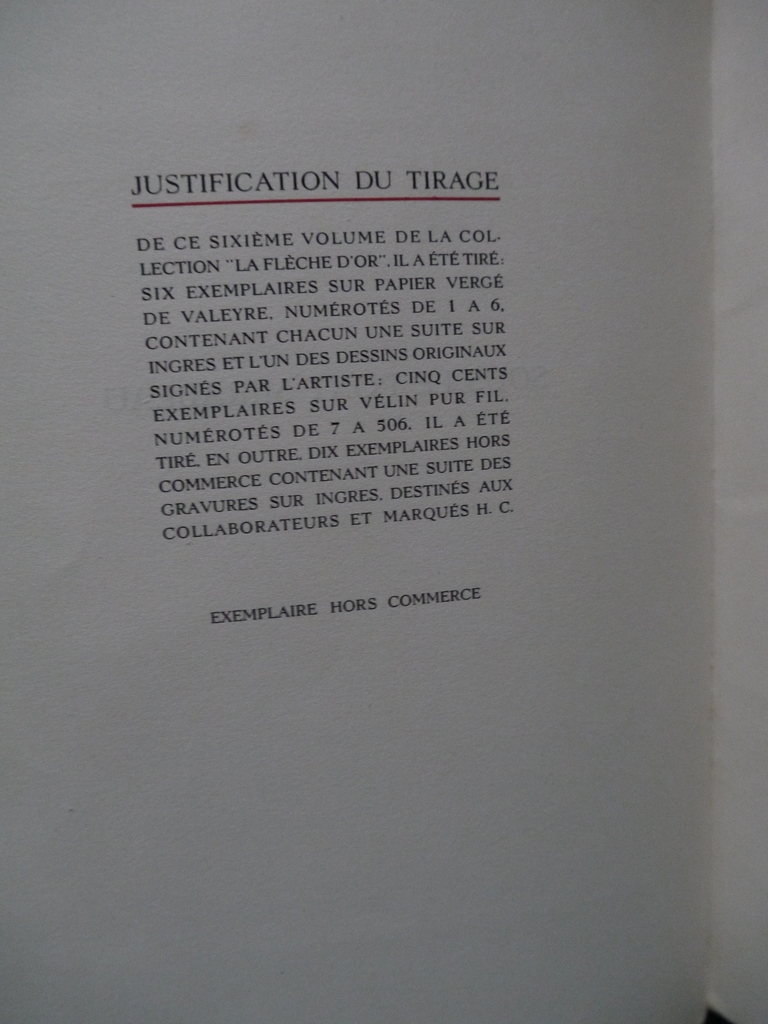 JUSTIFICATION DU TIRAGE
DE CE SIXIÈME VOLUME DE LA COL-
LECTION "LA FLÈCHE D'OR", IL A ÉTÉ TIRÉ:
SIX EXEMPLAIRES SUR PAPIER VERGÉ
DE VALEYRE, NUMÉROTÉS DE 1 A 6,
CONTENANT CHACUN UNE SUITE SUR
INGRES ET L'UN DES DESSINS ORIGINAUX
SIGNÉS PAR L'ARTISTE; CINQ CENTS
EXEMPLAIRES SUR VÉLIN PUR FIL,
NUMÉROTÉS DE 7 A 506. IL A ÉTÉ
TIRÉ, EN OUTRE, DIX EXEMPLAIRES HORS
COMMERCE CONTENANT UNE SUITE DES
GRAVURES SUR INGRES, DESTINÉS AUX
COLLABORATEURS ET MARQUÉS H. C.
EXEMPLAIRE HORS COMMERCE